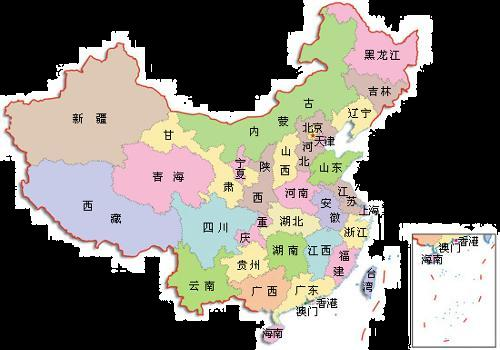 黑龙江
吉林
辽宁
内蒙古
新疆
甘肃
北京
天津
河北
山西
山东
宁夏
陕西
青海
河南
江苏
西藏
安徽
上海
四川
重庆
湖北
浙江
湖南
江西
贵州
福建
云南
广西
广东
台湾
香港
澳门
海南
香港
澳门
海南